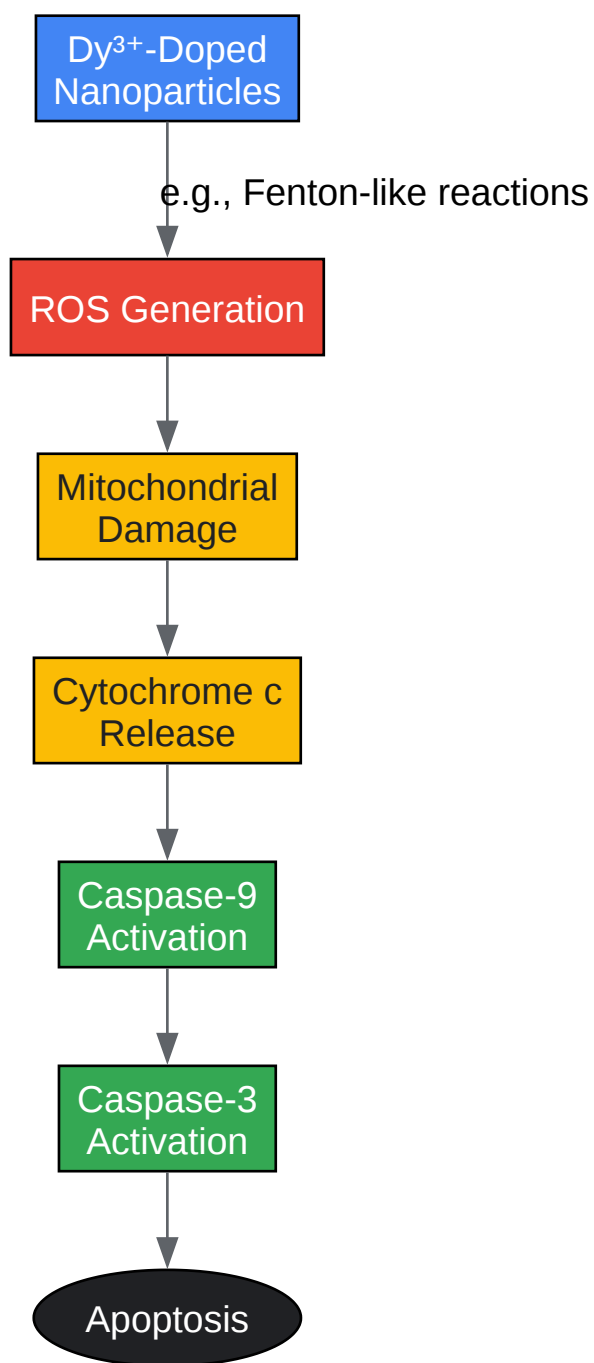 Dy³⁺-Doped
Nanoparticles
e.g., Fenton-like reactions
ROS Generation
Mitochondrial
Damage
Cytochrome c
Release
Caspase-9
Activation
Caspase-3
Activation
Apoptosis